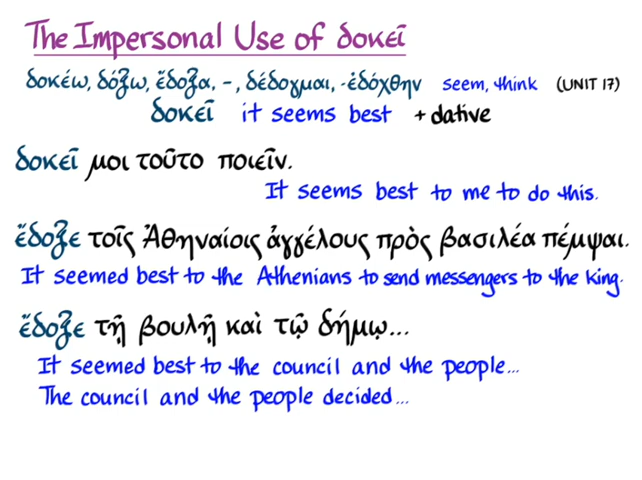 The Impersonal Use of δοκεῖ
δοκέω, δόξω, ἔδοξα, –, δέδογμαι, -ἐδόχθην seem, think (UNIT 17)
δοκεῖ it seems best + dative
δοκεῖ μοι τοῦτο ποιεῖν.
It seems best to me to do this.
ἔδοξε τοῖς Ἀθηναίοις ἀγγέλους πρὸς βασιλέα πέμψαι.
It seemed best to the Athenians to send messengers to the king.
ἔδοξε τῇ βουλῇ καὶ τῷ δήμῳ...
It seemed best to the council and the people...
The council and the people decided...